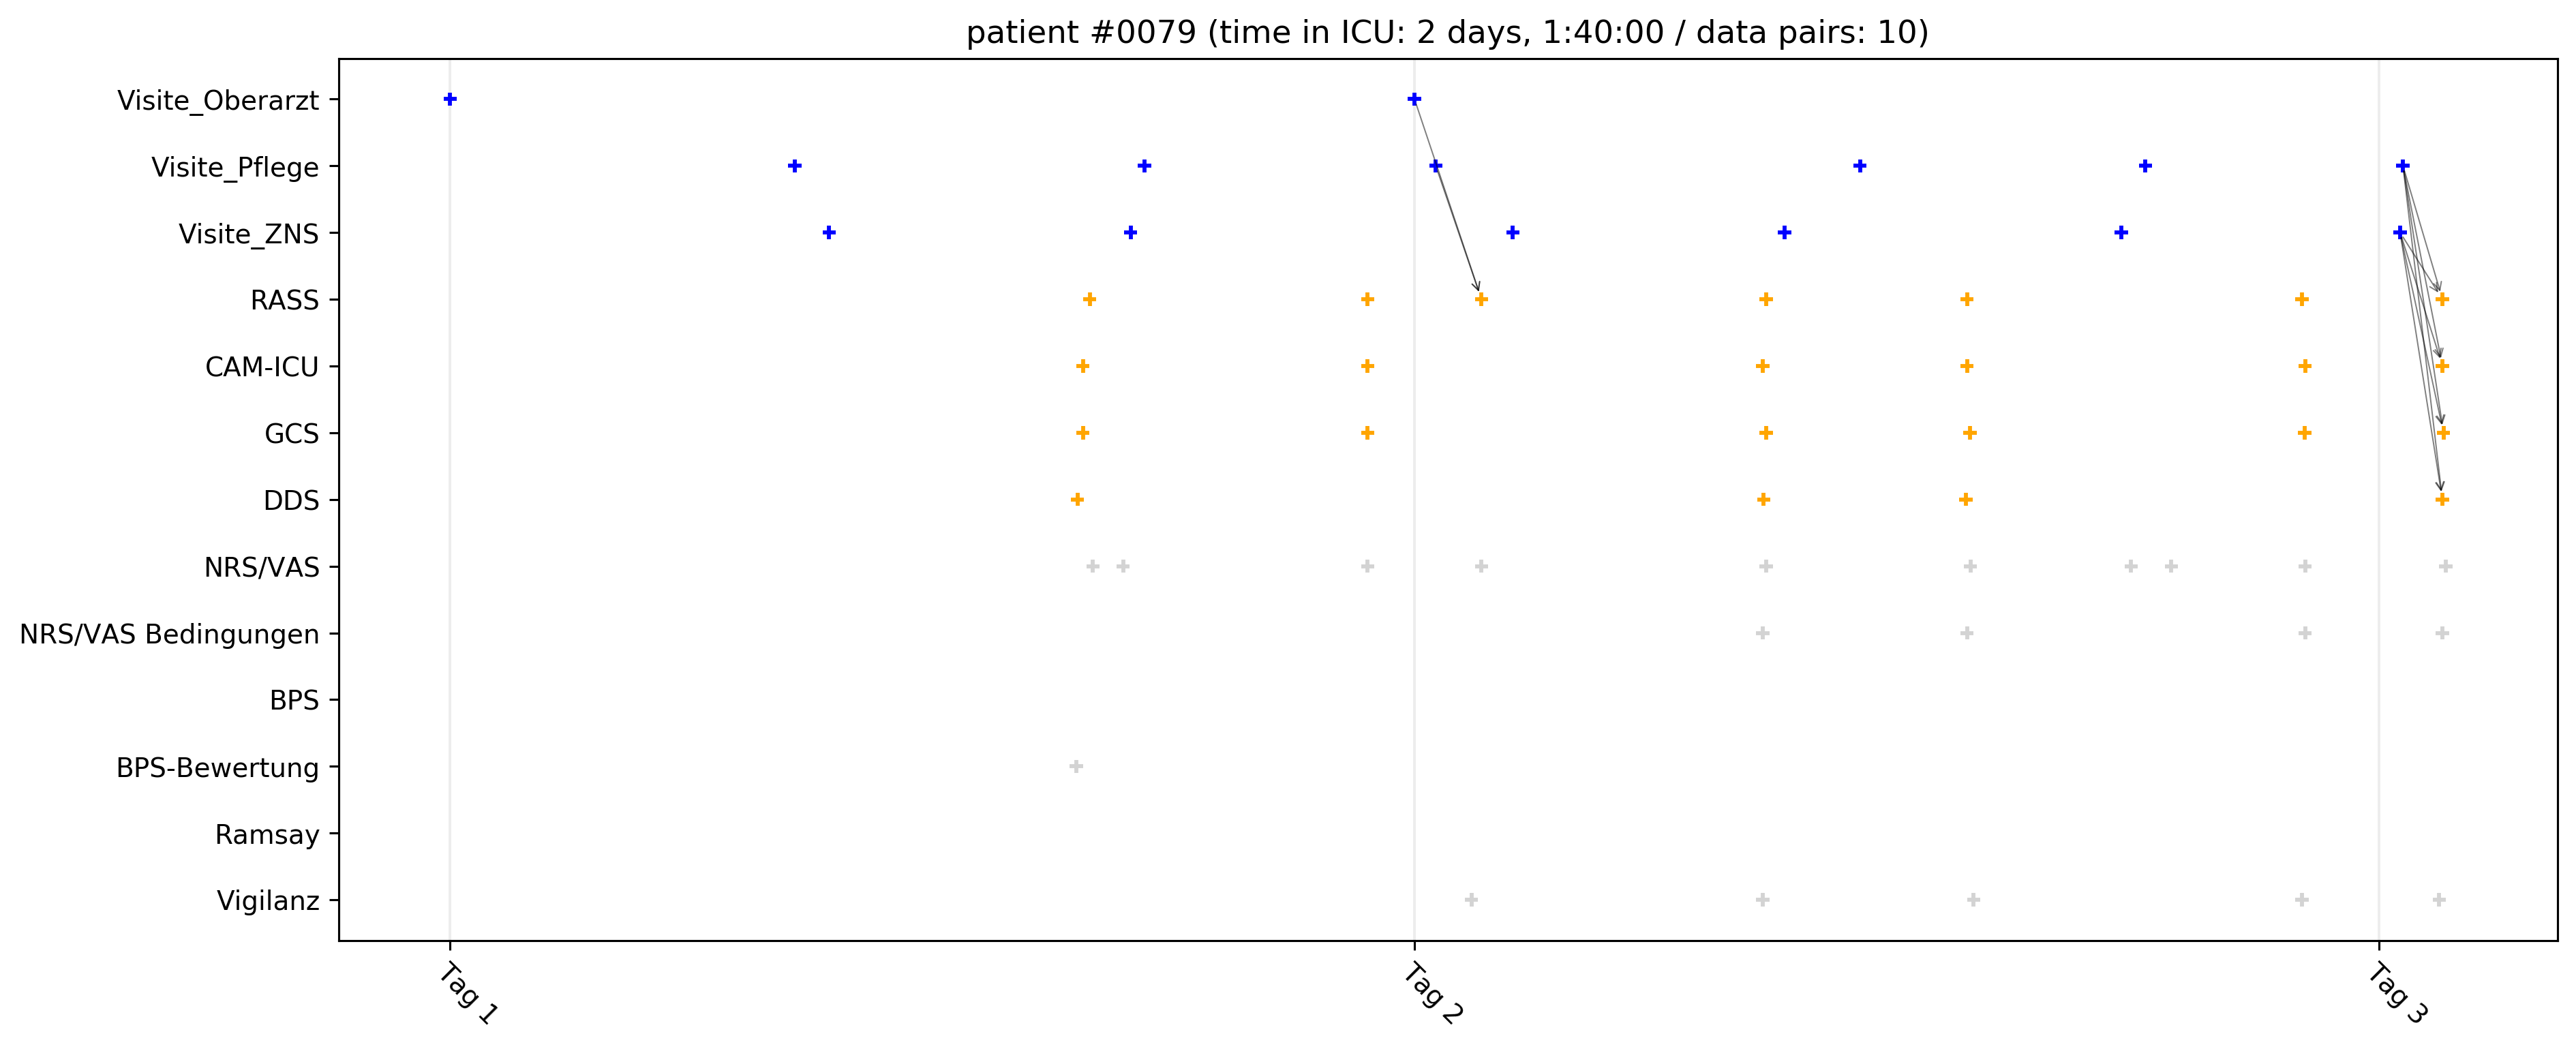 patient #0079 (time in ICU: 2 days, 1:40:00 / data pairs: 10)
Visite_Oberarzt
Visite_Pflege
Visite_ZNS
RASS
CAM-ICU
GCS
DDS
NRS/VAS
NRS/VAS Bedingungen
BPS
BPS-Bewertung
Ramsay
Vigilanz
Tag 1
Tag 2
Tag 3